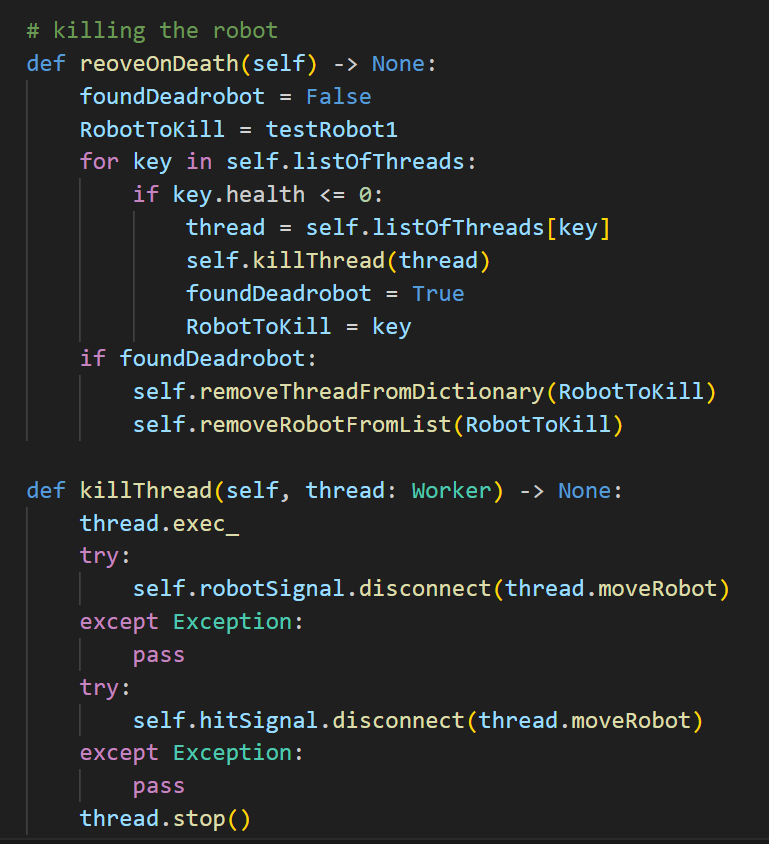 # killing the robot
def reoveOnDeath(self) -> None:
    foundDeadrobot = False
    RobotToKill = testRobot1
    for key in self.listOfThreads:
        if key.health <= 0:
            thread = self.listOfThreads[key]
            self.killThread(thread)
            foundDeadrobot = True
            RobotToKill = key
    if foundDeadrobot:
        self.removeThreadFromDictionary(RobotToKill)
        self.removeRobotFromList(RobotToKill)

def killThread(self, thread: Worker) -> None:
    thread.exec_
    try:
        self.robotSignal.disconnect(thread.moveRobot)
    except Exception:
        pass
    try:
        self.hitSignal.disconnect(thread.moveRobot)
    except Exception:
        pass
    thread.stop()